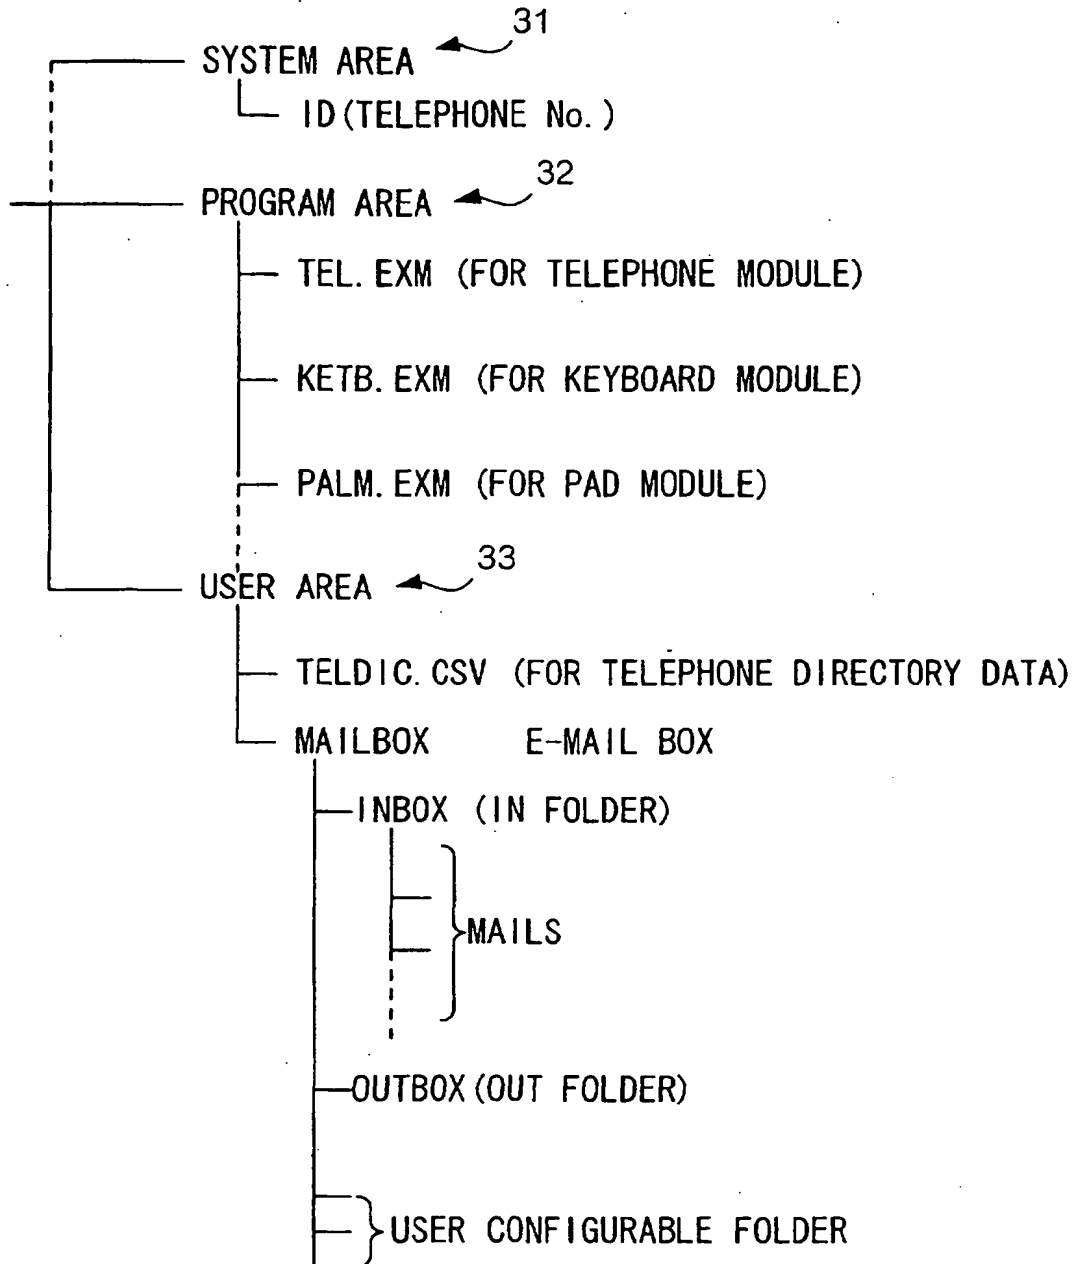 31
SYSTEM AREA
ID(TELEPHONE No.)
32
PROGRAM AREA
TEL.EXM (FOR TELEPHONE MODULE)
KETB.EXM (FOR KEYBOARD MODULE)
PALM.EXM (FOR PAD MODULE)
33
USER AREA
TELDIC.CSV (FOR TELEPHONE DIRECTORY DATA)
MAILBOX E-MAIL BOX
INBOX (IN FOLDER)
MAILS
OUTBOX(OUT FOLDER)
USER CONFIGURABLE FOLDER